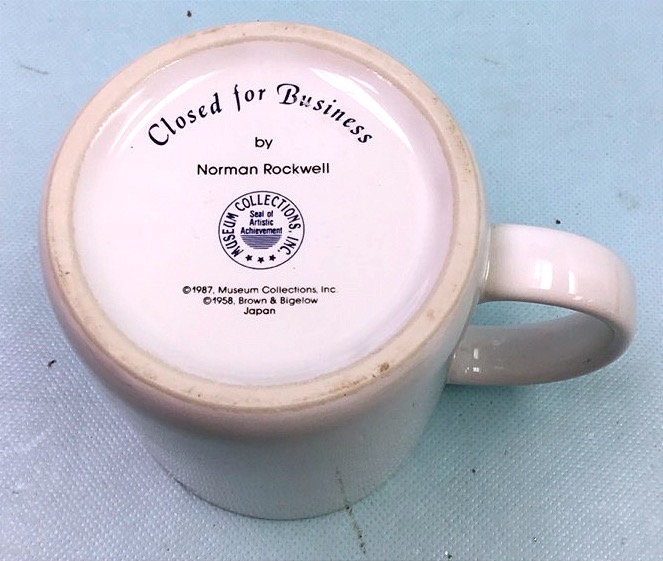 Closed for Business
by
Norman Rockwell
MUSEUM COLLECTIONS, INC.
Seal of
Artistic
Achievement
©1987, Museum Collections, Inc.
©1958, Brown & Bigelow
Japan